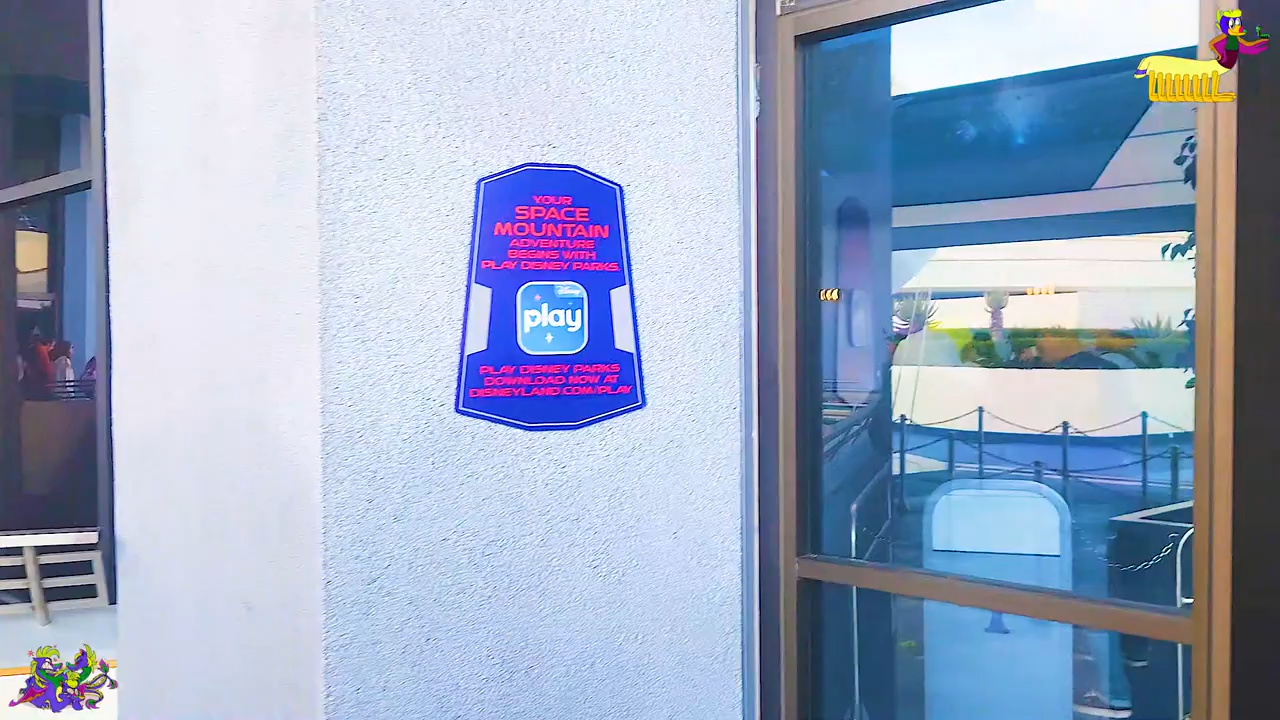 YOUR
SPACE
MOUNTAIN
ADVENTURE
BEGINS WITH
PLAY DISNEY PARKS.
Disney
play
PLAY DISNEY PARKS
DOWNLOAD NOW AT
DISNEYLAND.COM/PLAY